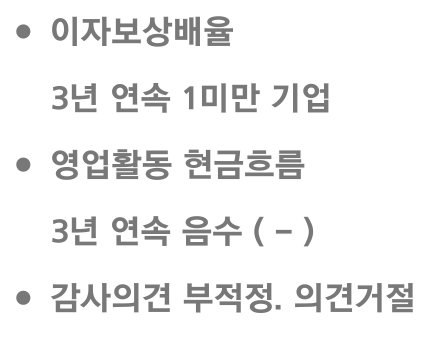 • 이자보상배율
3년 연속 1미만 기업
• 영업활동 현금흐름
3년 연속 음수 ( – )
• 감사의견 부적정. 의견거절